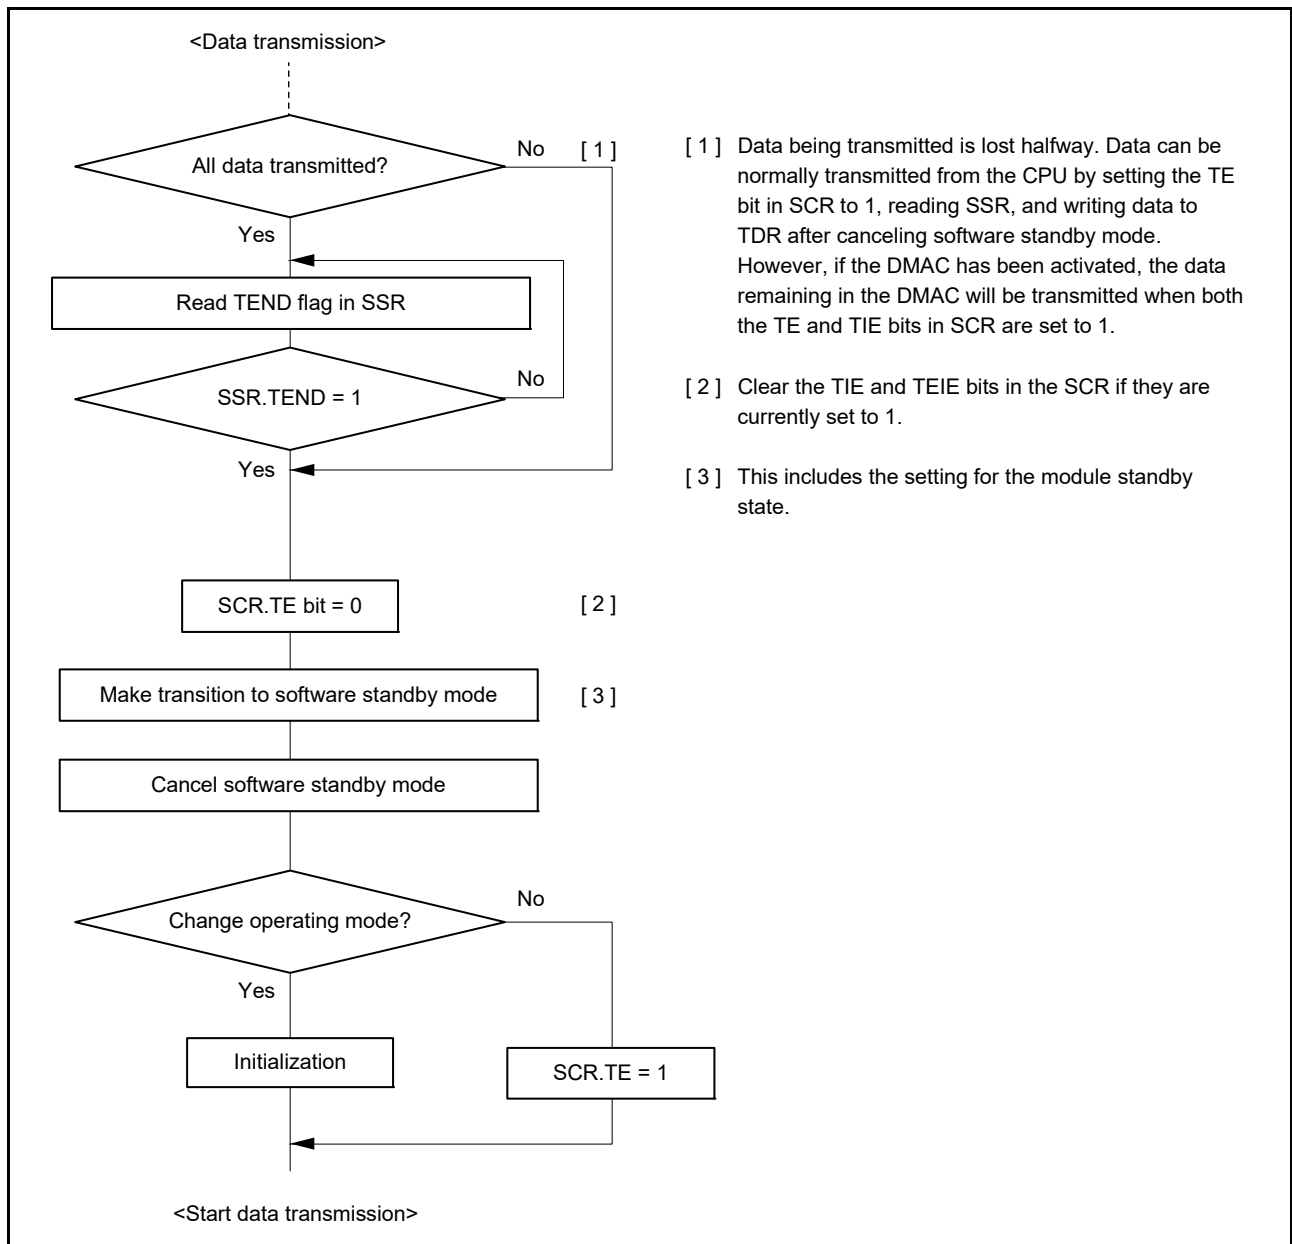 <Data transmission>
All data transmitted?
No
[ 1 ]
Yes
Read TEND flag in SSR
SSR.TEND = 1
No
Yes
SCR.TE bit = 0
[ 2 ]
Make transition to software standby mode
[ 3 ]
Cancel software standby mode
Change operating mode?
No
Yes
Initialization
SCR.TE = 1
<Start data transmission>
[ 1 ] Data being transmitted is lost halfway. Data can be
normally transmitted from the CPU by setting the TE
bit in SCR to 1, reading SSR, and writing data to
TDR after canceling software standby mode.
However, if the DMAC has been activated, the data
remaining in the DMAC will be transmitted when both
the TE and TIE bits in SCR are set to 1.
[ 2 ] Clear the TIE and TEIE bits in the SCR if they are
currently set to 1.
[ 3 ] This includes the setting for the module standby
state.